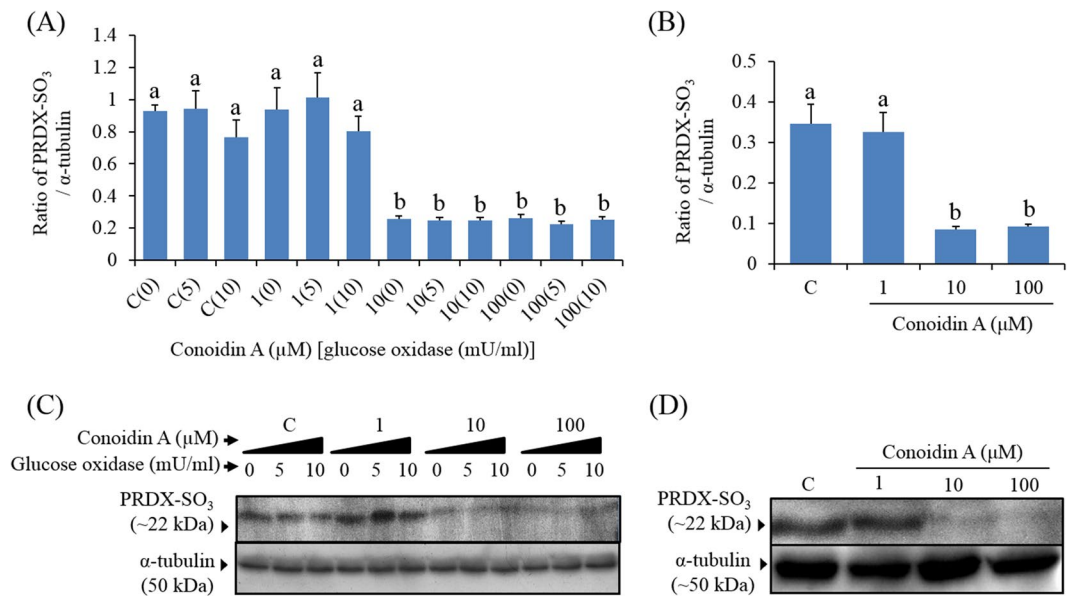 (A)
1.4
1.2
1
0.8
0.6
0.4
0.2
0
Ratio of PRDX-SO3
/ α-tubulin
a a a a a a b b b b b b
C(0) C(5) C(10) 1(0) 1(5) 1(10) 10(0) 10(5) 10(10) 100(0) 100(5) 100(10)
Conoidin A (μM) [glucose oxidase (mU/ml)]
(B)
0.5
0.4
0.3
0.2
0.1
0
Ratio of PRDX-SO3
/ α-tubulin
a a b b
C 1 10 100
Conoidin A (μM)
(C)
C 1 10 100
Conoidin A (μM)
Glucose oxidase (mU/ml) 0 5 10 0 5 10 0 5 10 0 5 10
PRDX-SO3
(~22 kDa)
α-tubulin
(50 kDa)
(D)
Conoidin A (μM)
C 1 10 100
PRDX-SO3
(~22 kDa)
α-tubulin
(~50 kDa)